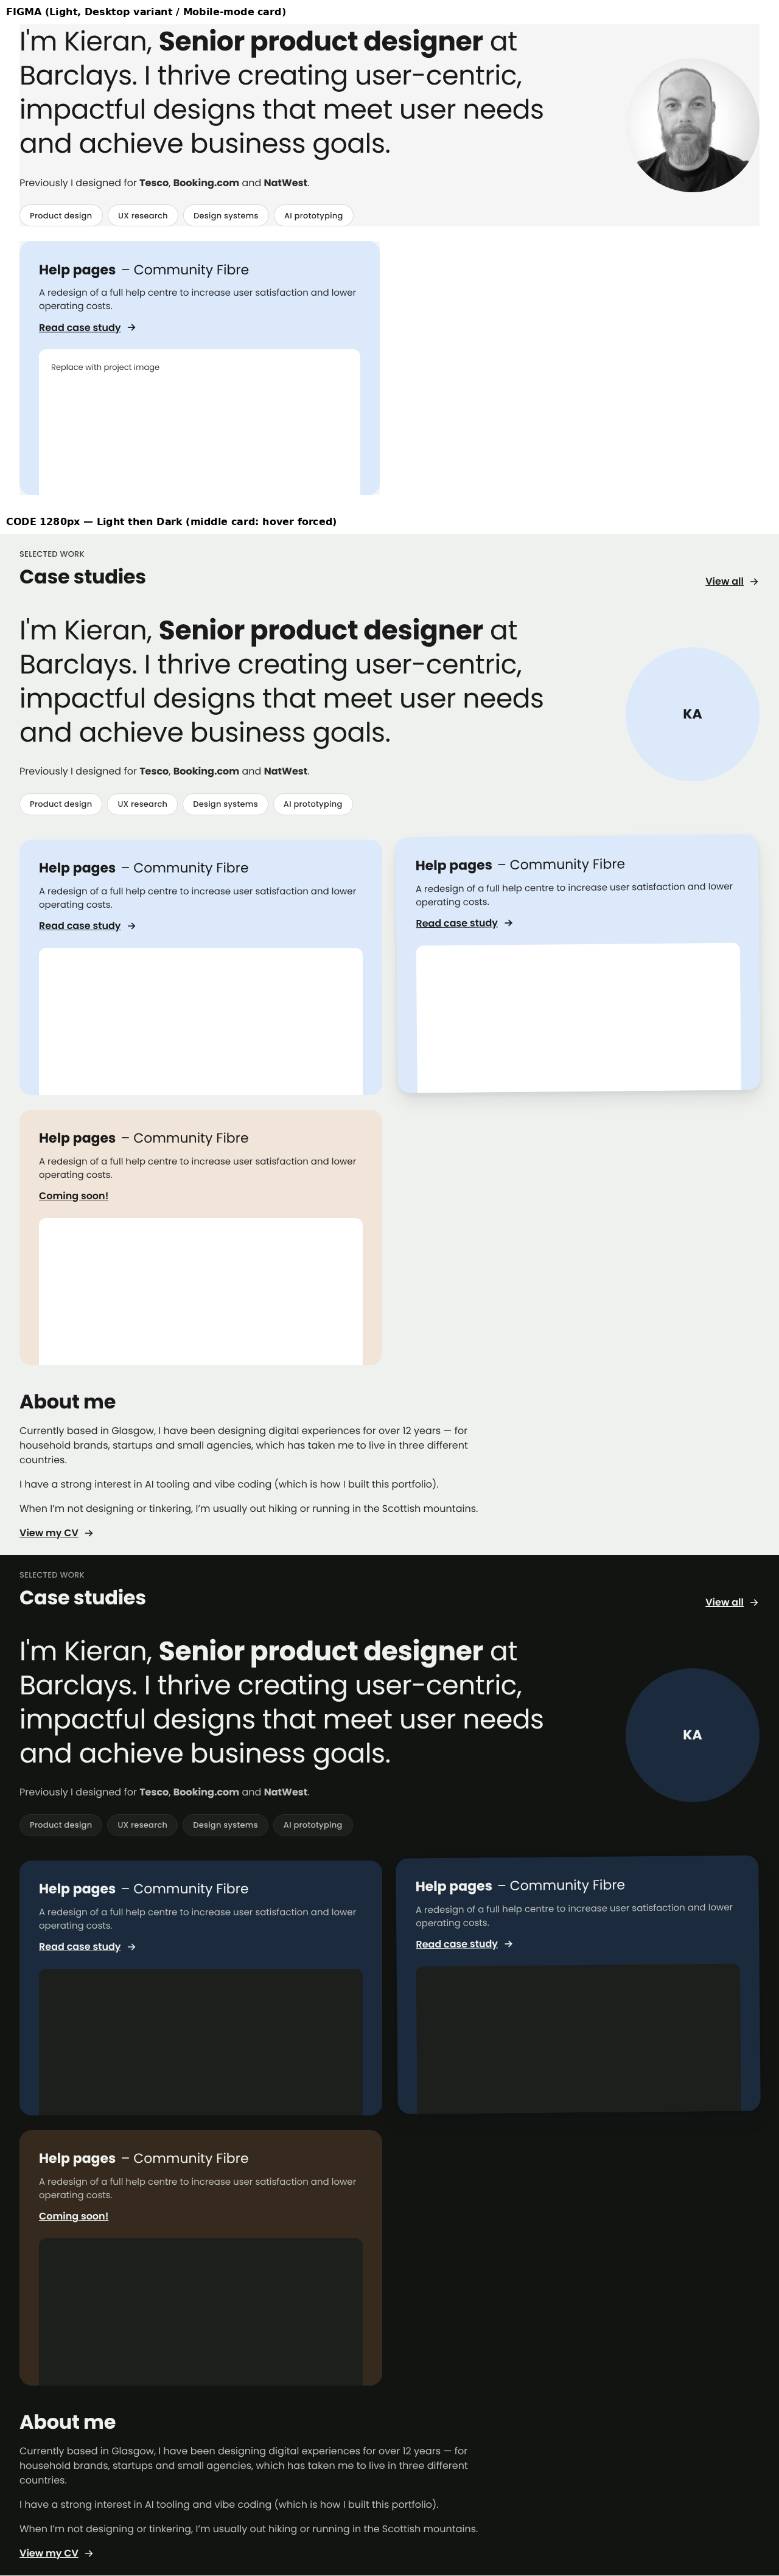 FIGMA (Light, Desktop variant / Mobile-mode card)
I'm Kieran, Senior product designer at
Barclays. I thrive creating user-centric,
impactful designs that meet user needs
and achieve business goals.
Previously I designed for Tesco, Booking.com and NatWest.
Product design UX research Design systems AI prototyping
Help pages – Community Fibre
A redesign of a full help centre to increase user satisfaction and lower
operating costs.
Read case study →
Replace with project image
CODE 1280px — Light then Dark (middle card: hover forced)
SELECTED WORK
Case studies
View all →
I'm Kieran, Senior product designer at
Barclays. I thrive creating user-centric,
impactful designs that meet user needs
and achieve business goals.
KA
Previously I designed for Tesco, Booking.com and NatWest.
Product design UX research Design systems AI prototyping
Help pages – Community Fibre
A redesign of a full help centre to increase user satisfaction and lower
operating costs.
Read case study →
Help pages – Community Fibre
A redesign of a full help centre to increase user satisfaction and lower
operating costs.
Read case study →
Help pages – Community Fibre
A redesign of a full help centre to increase user satisfaction and lower
operating costs.
Coming soon!
About me
Currently based in Glasgow, I have been designing digital experiences for over 12 years — for
household brands, startups and small agencies, which has taken me to live in three different
countries.
I have a strong interest in AI tooling and vibe coding (which is how I built this portfolio).
When I’m not designing or tinkering, I’m usually out hiking or running in the Scottish mountains.
View my CV →
SELECTED WORK
Case studies
View all →
I'm Kieran, Senior product designer at
Barclays. I thrive creating user-centric,
impactful designs that meet user needs
and achieve business goals.
KA
Previously I designed for Tesco, Booking.com and NatWest.
Product design UX research Design systems AI prototyping
Help pages – Community Fibre
A redesign of a full help centre to increase user satisfaction and lower
operating costs.
Read case study →
Help pages – Community Fibre
A redesign of a full help centre to increase user satisfaction and lower
operating costs.
Read case study →
Help pages – Community Fibre
A redesign of a full help centre to increase user satisfaction and lower
operating costs.
Coming soon!
About me
Currently based in Glasgow, I have been designing digital experiences for over 12 years — for
household brands, startups and small agencies, which has taken me to live in three different
countries.
I have a strong interest in AI tooling and vibe coding (which is how I built this portfolio).
When I’m not designing or tinkering, I’m usually out hiking or running in the Scottish mountains.
View my CV →